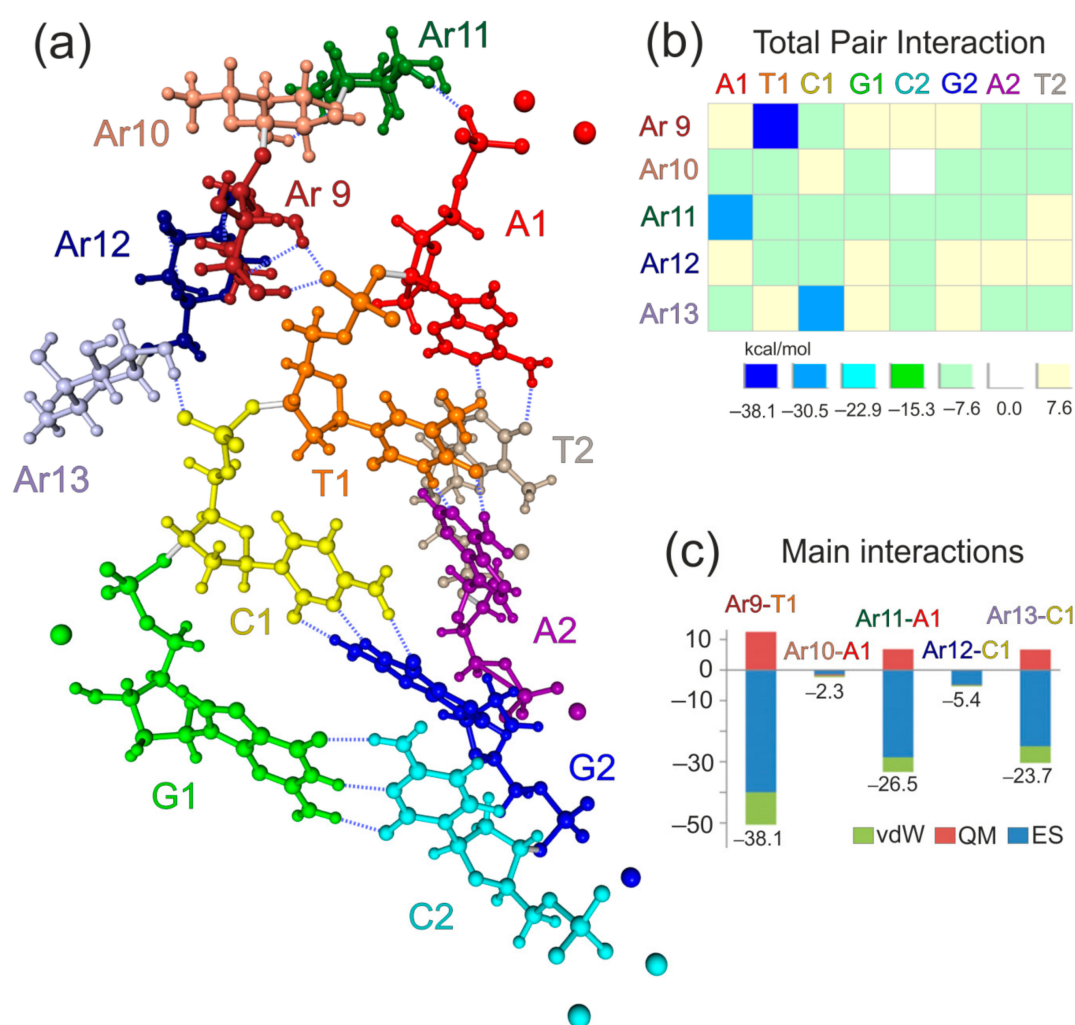 (a)
Ar11
Ar10
Ar 9
A1
Ar12
Ar13
T1
T2
C1
A2
G1
G2
C2
(b) Total Pair Interaction
A1 T1 C1 G1 C2 G2 A2 T2
Ar 9
Ar10
Ar11
Ar12
Ar13
kcal/mol
–38.1 –30.5 –22.9 –15.3 –7.6 0.0 7.6
(c) Main interactions
Ar9-T1 Ar11-A1 Ar13-C1
Ar10-A1 Ar12-C1
10
0
–10
–30
–50
–2.3
–5.4
–26.5
–23.7
–38.1
vdW QM ES